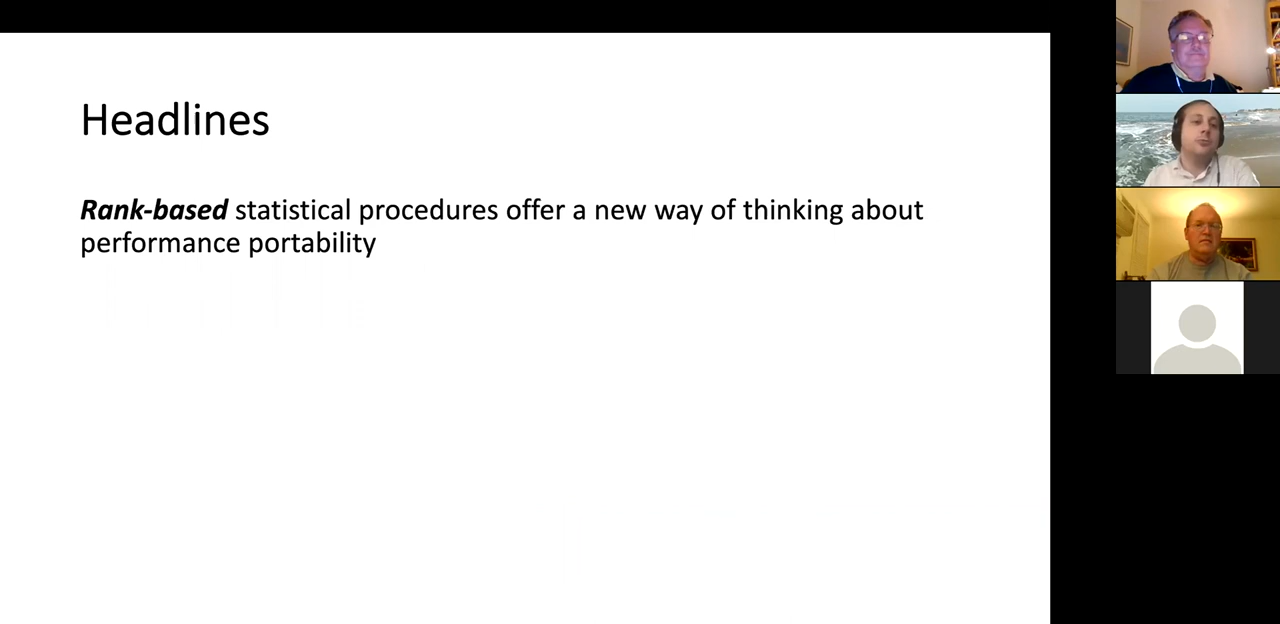 Headlines
Rank-based statistical procedures offer a new way of thinking about
performance portability